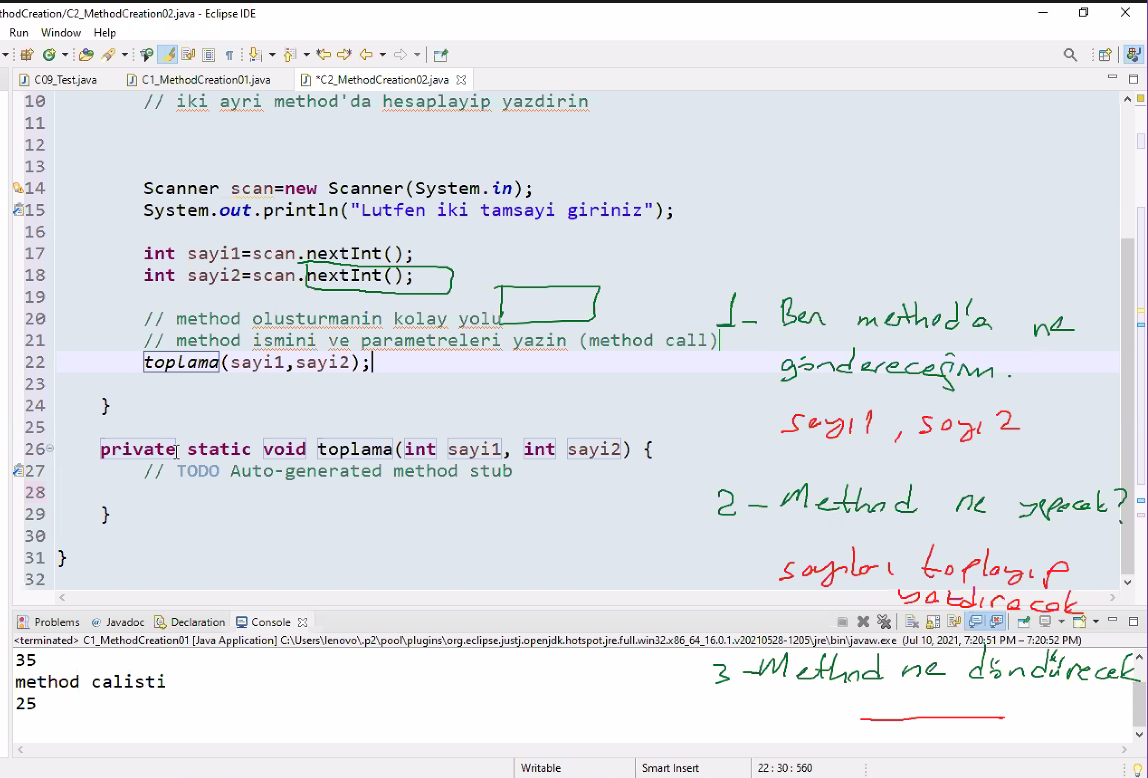 thodCreation/C2_MethodCreation02.java - Eclipse IDE
Run Window Help
C09_Test.java C1_MethodCreation01.java *C2_MethodCreation02.java
10 // iki ayri method'da hesaplayip yazdirin
11
12
13
14 Scanner scan=new Scanner(System.in);
15 System.out.println("Lutfen iki tamsayi giriniz");
16
17 int sayi1=scan.nextInt();
18 int sayi2=scan.nextInt();
19
20 // method olusturmanin kolay yolu
21 // method ismini ve parametreleri yazin (method call)
22 toplama(sayi1,sayi2);
23
24 }
25
26 private static void toplama(int sayi1, int sayi2) {
27 // TODO Auto-generated method stub
28
29 }
30
31 }
32
1- Ben method'a ne
göndereceğim.
sayı1, sayı2
2- Method ne yapacak?
sayıları toplayıp
yazdıracak
3-Method ne döndürecek
Problems @ Javadoc Declaration Console
<terminated> C1_MethodCreation01 [Java Application] C:\Users\lenovo\.p2\pool\plugins\org.eclipse.justj.openjdk.hotspot.jre.full.win32.x86_64_16.0.1.v20210528-1205\jre\bin\javaw.exe (Jul 10, 2021, 7:20:51 PM – 7:20:52 PM)
35
method calisti
25
Writable Smart Insert 22 : 30 : 560